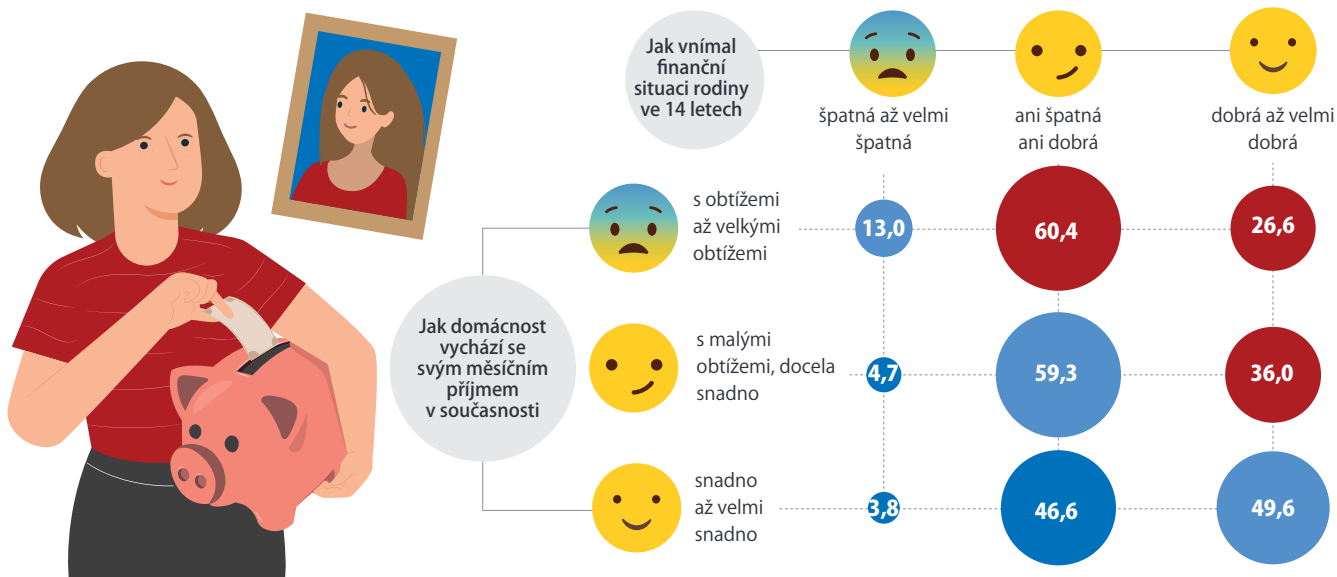 Jak vnímal
finanční
situaci rodiny
ve 14 letech
špatná až velmi
špatná
ani špatná
ani dobrá
dobrá až velmi
dobrá
Jak domácnost
vychází se
svým měsíčním
příjmem
v současnosti
s obtížemi
až velkými
obtížemi
13,0
60,4
26,6
s malými
obtížemi, docela
snadno
4,7
59,3
36,0
snadno
až velmi
snadno
3,8
46,6
49,6